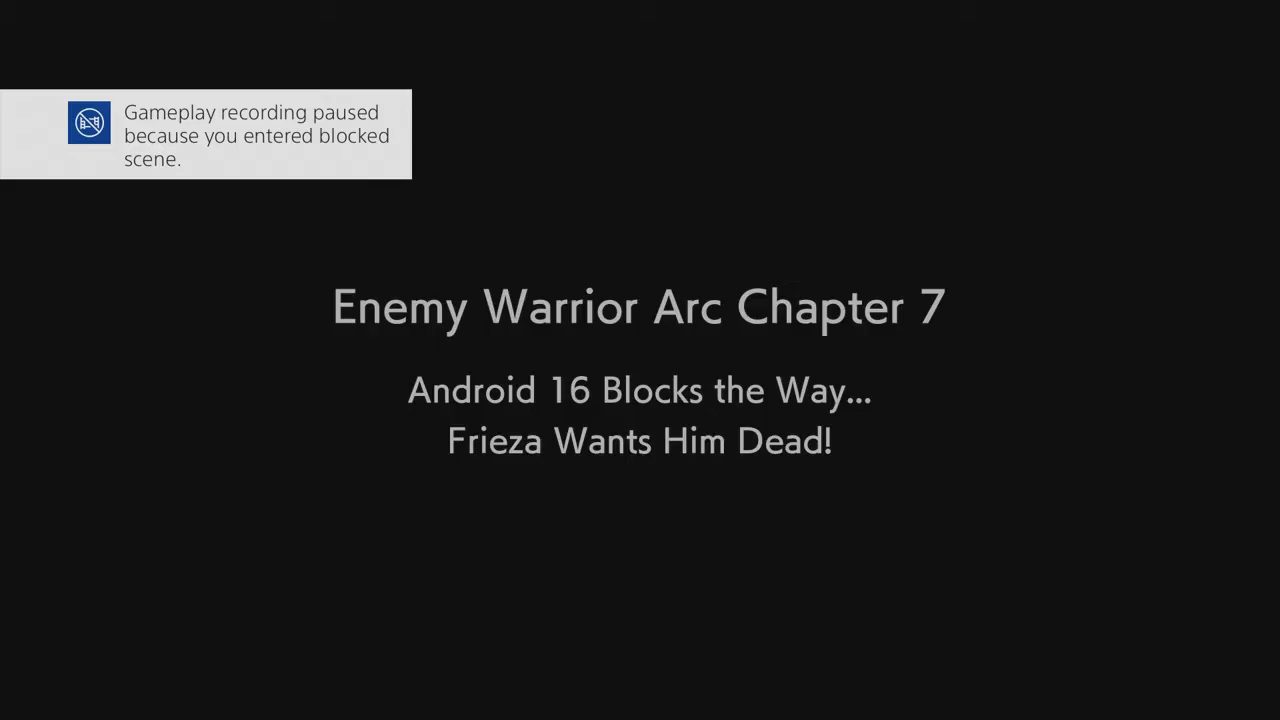 Gameplay recording paused
because you entered blocked
scene.
Enemy Warrior Arc Chapter 7
Android 16 Blocks the Way...
Frieza Wants Him Dead!